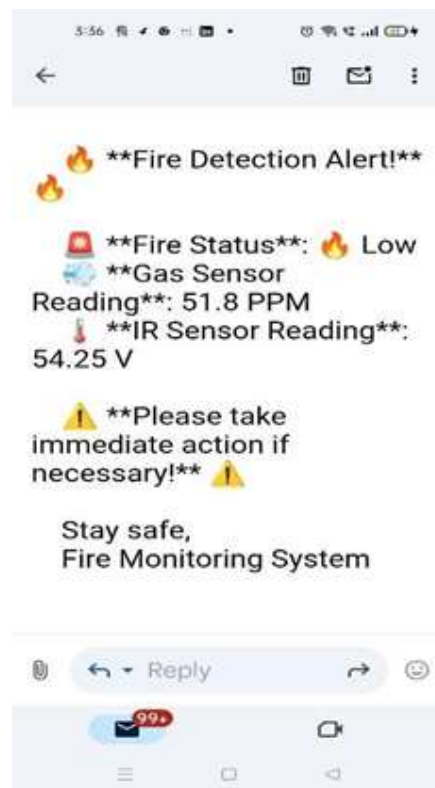 3:56
🔥 **Fire Detection Alert!**
🔥
🚨 **Fire Status**: 🔥 Low
💨 **Gas Sensor
Reading**: 51.8 PPM
🌡️ **IR Sensor Reading**:
54.25 V
⚠️ **Please take
immediate action if
necessary!** ⚠️
Stay safe,
Fire Monitoring System
Reply
99+